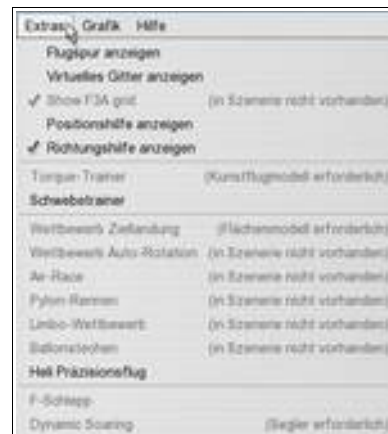 Extras Grafik Hilfe
Flugspur anzeigen
Virtuelles Gitter anzeigen
✓ Show F3A grid (in Szenerie nicht vorhanden)
Positionshilfe anzeigen
✓ Richtungshilfe anzeigen
Torque-Trainer (Kunstflugmodell erforderlich)
Schwebetrainer
Wettbewerb Ziellandung (Flächenmodell erforderlich)
Wettbewerb Auto-Rotation (in Szenerie nicht vorhanden)
Air-Race (in Szenerie nicht vorhanden)
Pylon-Rennen (in Szenerie nicht vorhanden)
Limbo-Wettbewerb (in Szenerie nicht vorhanden)
Ballonstechen (in Szenerie nicht vorhanden)
Heli Präzisionsflug
F-Schlepp
Dynamic Soaring (Segler erforderlich)